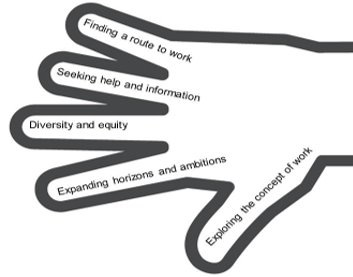 Finding a route to work
Seeking help and information
Diversity and equity
Expanding horizons and ambitions
Exploring the concept of work